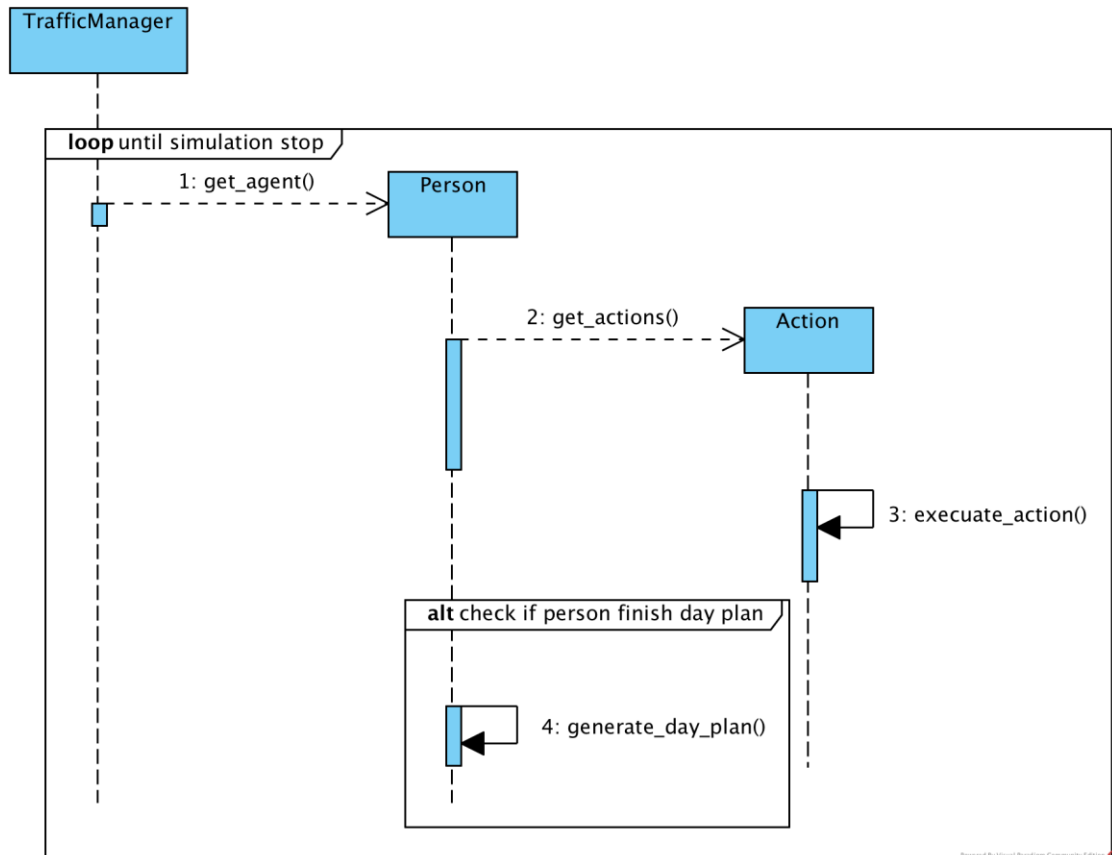 TrafficManager
loop until simulation stop
1: get_agent()
Person
2: get_actions()
Action
3: execuate_action()
alt check if person finish day plan
4: generate_day_plan()